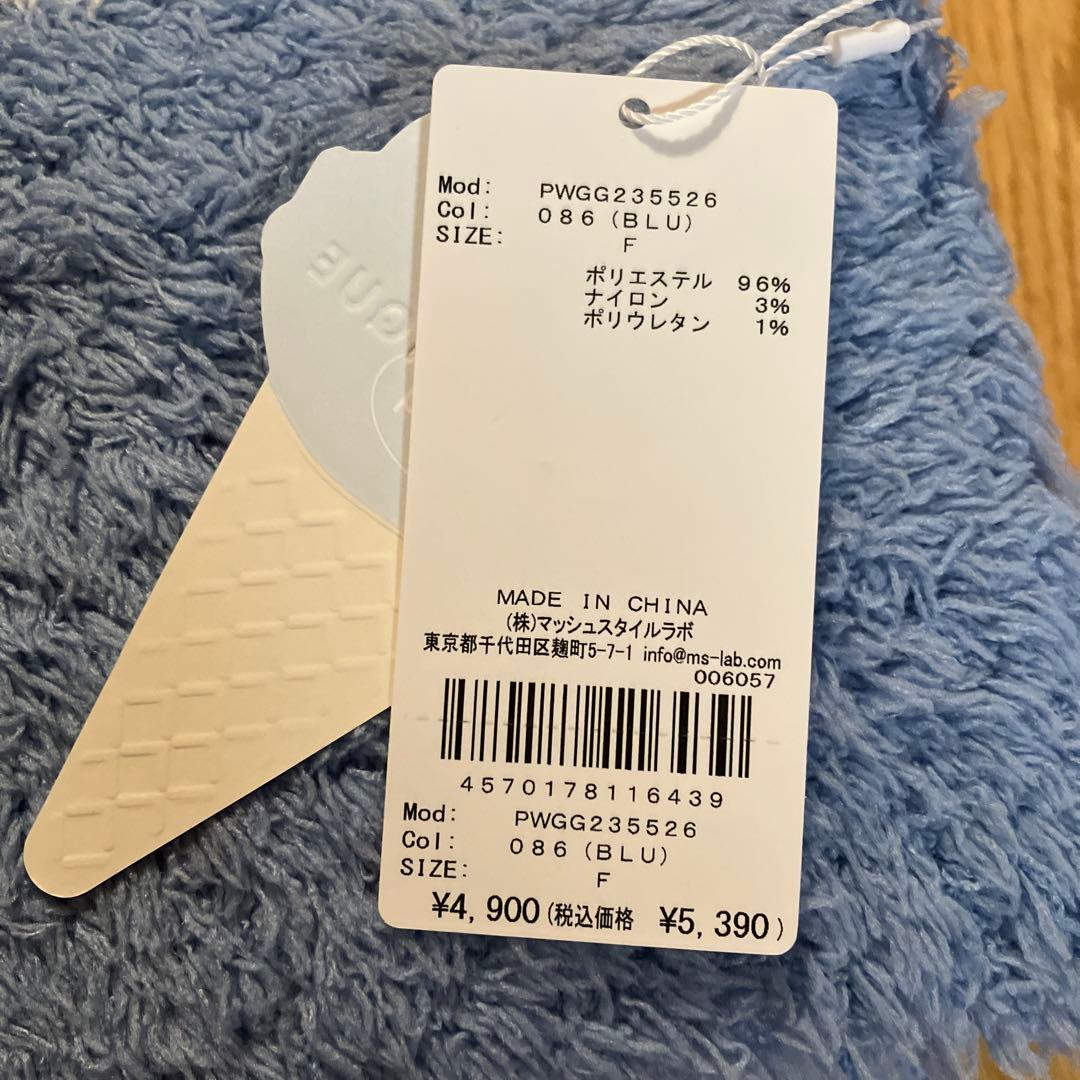 Mod: PWGG235526
Col: 086 (BLU)
SIZE: F
ポリエステル 96%
ナイロン 3%
ポリウレタン 1%
MADE IN CHINA
(株)マッシュスタイルラボ
東京都千代田区麹町5-7-1 info@ms-lab.com
006057
4570178116439
Mod: PWGG235526
Col: 086 (BLU)
SIZE: F
¥4,900(税込価格 ¥5,390)